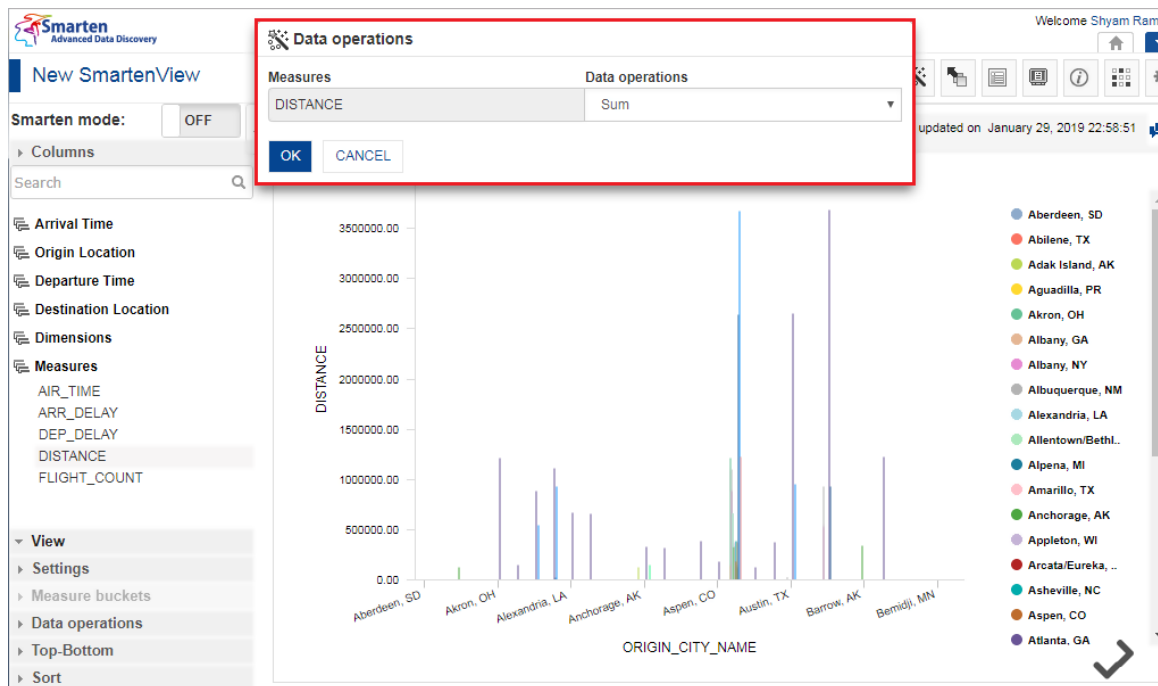 Smarten
Advanced Data Discovery
Welcome Shyam Ram
New SmartenView
Data operations
Measures
Data operations
DISTANCE
Sum
OK
CANCEL
Smarten mode:
OFF
updated on January 29, 2019 22:58:51
Columns
Search
Arrival Time
Origin Location
Departure Time
Destination Location
Dimensions
Measures
AIR_TIME
ARR_DELAY
DEP_DELAY
DISTANCE
FLIGHT_COUNT
View
Settings
Measure buckets
Data operations
Top-Bottom
Sort
DISTANCE
3500000.00
3000000.00
2500000.00
2000000.00
1500000.00
1000000.00
500000.00
0.00
Aberdeen, SD
Akron, OH
Alexandria, LA
Anchorage, AK
Aspen, CO
Austin, TX
Barrow, AK
Bemidji, MN
ORIGIN_CITY_NAME
Aberdeen, SD
Abilene, TX
Adak Island, AK
Aguadilla, PR
Akron, OH
Albany, GA
Albany, NY
Albuquerque, NM
Alexandria, LA
Allentown/Bethl..
Alpena, MI
Amarillo, TX
Anchorage, AK
Appleton, WI
Arcata/Eureka, ..
Asheville, NC
Aspen, CO
Atlanta, GA